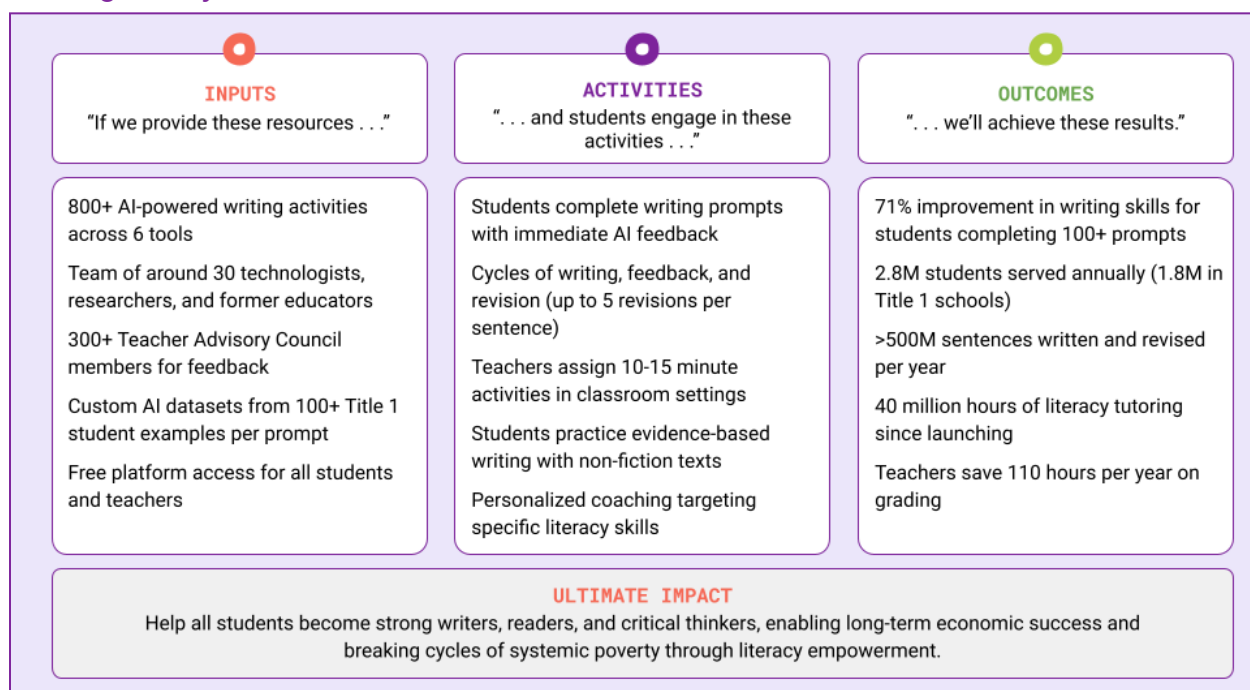 INPUTS
“If we provide these resources . . .”
ACTIVITIES
“. . . and students engage in these
activities . . .”
OUTCOMES
“. . . we’ll achieve these results.”
800+ AI-powered writing activities
across 6 tools
Team of around 30 technologists,
researchers, and former educators
300+ Teacher Advisory Council
members for feedback
Custom AI datasets from 100+ Title 1
student examples per prompt
Free platform access for all students
and teachers
Students complete writing prompts
with immediate AI feedback
Cycles of writing, feedback, and
revision (up to 5 revisions per
sentence)
Teachers assign 10-15 minute
activities in classroom settings
Students practice evidence-based
writing with non-fiction texts
Personalized coaching targeting
specific literacy skills
71% improvement in writing skills for
students completing 100+ prompts
2.8M students served annually (1.8M in
Title 1 schools)
>500M sentences written and revised
per year
40 million hours of literacy tutoring
since launching
Teachers save 110 hours per year on
grading
ULTIMATE IMPACT
Help all students become strong writers, readers, and critical thinkers, enabling long-term economic success and
breaking cycles of systemic poverty through literacy empowerment.